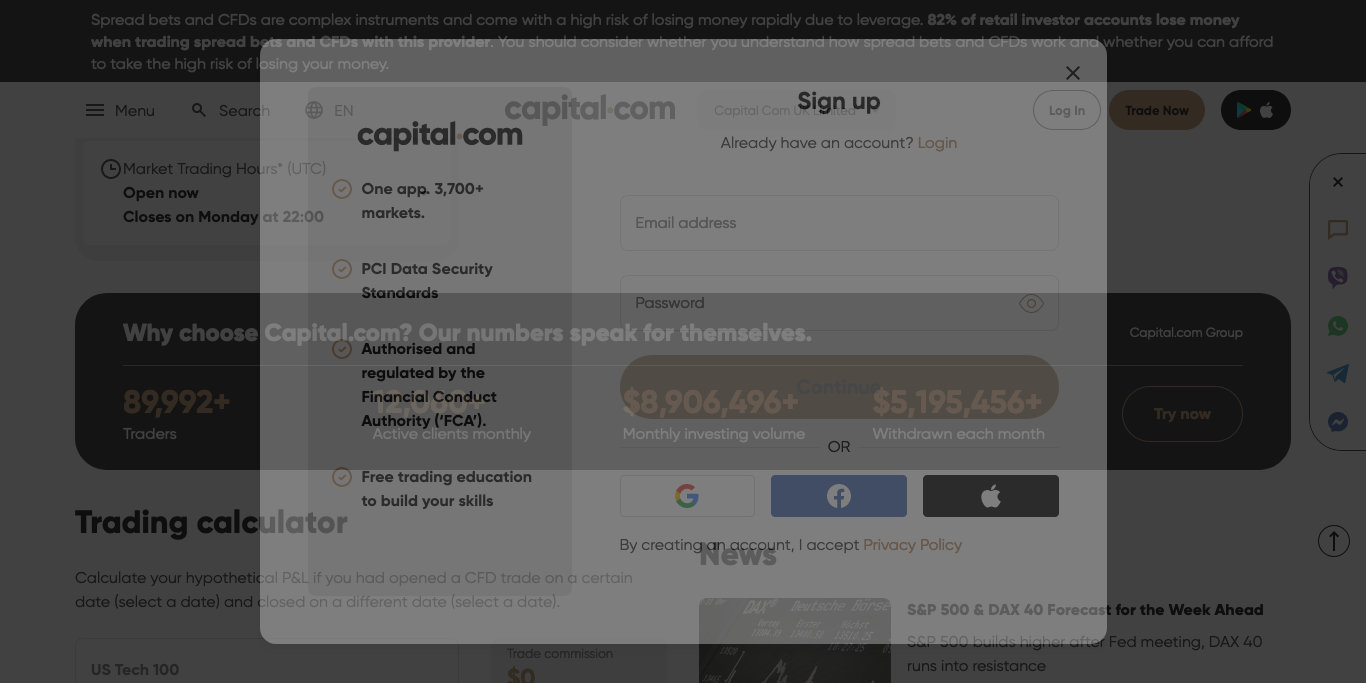 Spread bets and CFDs are complex instruments and come with a high risk of losing money rapidly due to leverage. 82% of retail investor accounts lose money
when trading spread bets and CFDs with this provider. You should consider whether you understand how spread bets and CFDs work and whether you can afford
to take the high risk of losing your money.
Menu
Search
EN
capital.com
Capital Com UK Limited
Log In
Trade Now
Market Trading Hours* (UTC)
Open now
Closes on Monday at 22:00
capital.com
One app. 3,700+
markets.
PCI Data Security
Standards
Authorised and
regulated by the
Financial Conduct
Authority (‘FCA’).
Free trading education
to build your skills
Sign up
Already have an account? Login
Email address
Password
Continue
OR
By creating an account, I accept Privacy Policy
Why choose Capital.com? Our numbers speak for themselves.
Capital.com Group
89,992+
Traders
Active clients monthly
$8,906,496+
Monthly investing volume
$5,195,456+
Withdrawn each month
Try now
Trading calculator
Calculate your hypothetical P&L if you had opened a CFD trade on a certain
date (select a date) and closed on a different date (select a date).
US Tech 100
Trade commission
$0
News
DAX Deutsche Börse
S&P 500 & DAX 40 Forecast for the Week Ahead
S&P 500 builds higher after Fed meeting, DAX 40
runs into resistance